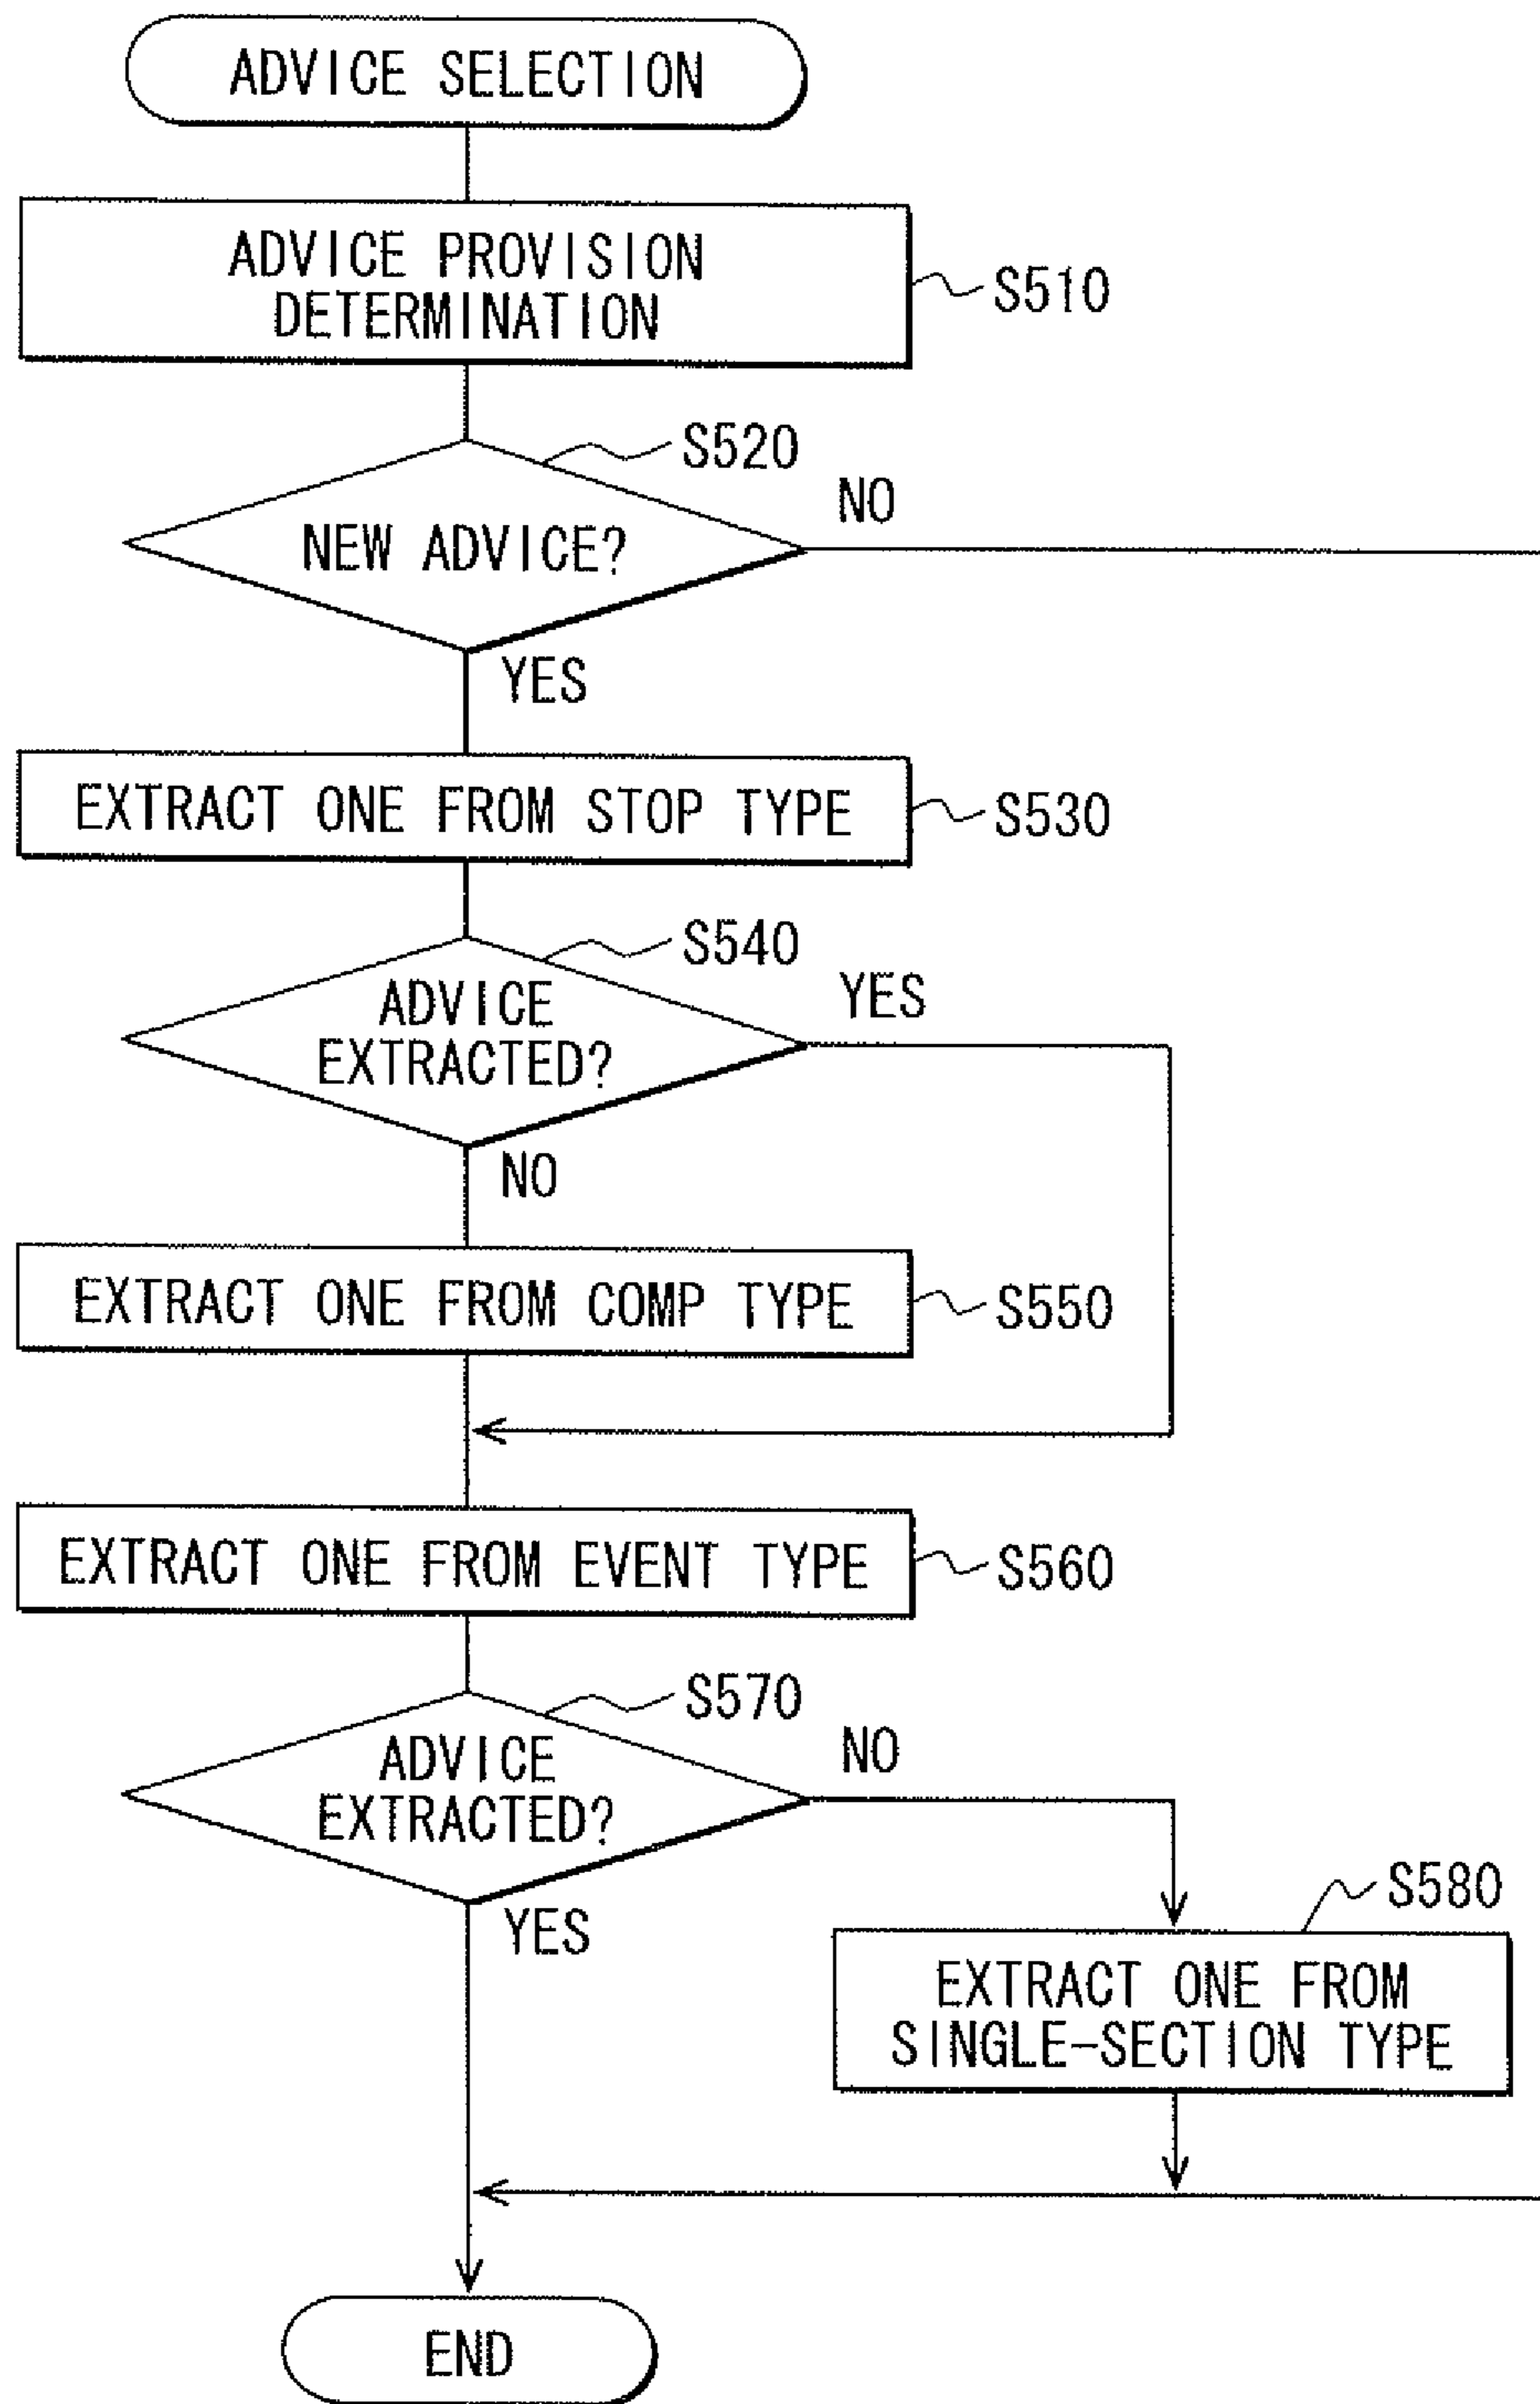 ADVICE SELECTION
ADVICE PROVISION
DETERMINATION
S510
S520
NEW ADVICE?
NO
YES
EXTRACT ONE FROM STOP TYPE
S530
S540
ADVICE
EXTRACTED?
YES
NO
EXTRACT ONE FROM COMP TYPE
S550
EXTRACT ONE FROM EVENT TYPE
S560
S570
ADVICE
EXTRACTED?
NO
YES
S580
EXTRACT ONE FROM
SINGLE-SECTION TYPE
END